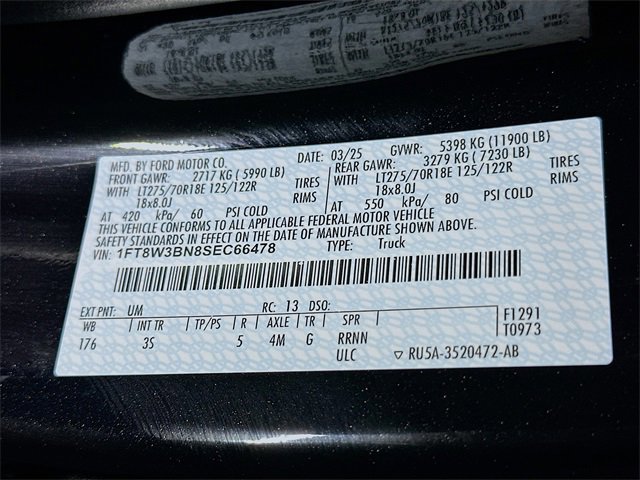 MFD. BY FORD MOTOR CO. DATE: 03/25 GVWR: 5398 KG (11900 LB)
FRONT GAWR: 2717 KG (5990 LB) REAR GAWR: 3279 KG (7230 LB)
WITH LT275/70R18E 125/122R TIRES WITH LT275/70R18E 125/122R TIRES
18x8.0J RIMS 18x8.0J RIMS
AT 420 kPa/ 60 PSI COLD AT 550 kPa/ 80 PSI COLD
THIS VEHICLE CONFORMS TO ALL APPLICABLE FEDERAL MOTOR VEHICLE
SAFETY STANDARDS IN EFFECT ON THE DATE OF MANUFACTURE SHOWN ABOVE.
VIN: 1FT8W3BN8SEC66478 TYPE: Truck
EXT PNT: UM RC: 13 DSO:
WB INT TR TP/PS R AXLE TR SPR F1291
176 3S 5 4M G RRNN T0973
ULC ▽ RU5A-3520472-AB